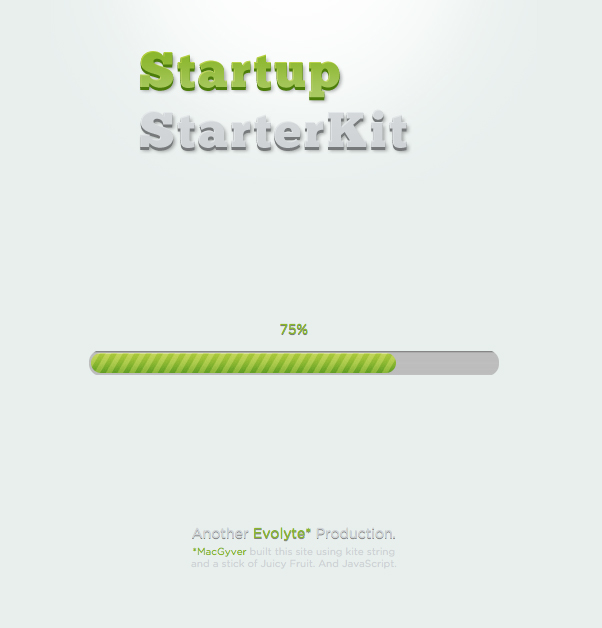 Startup
StarterKit
75%
Another Evolyte* Production.
*MacGyver built this site using kite string
and a stick of Juicy Fruit. And JavaScript.